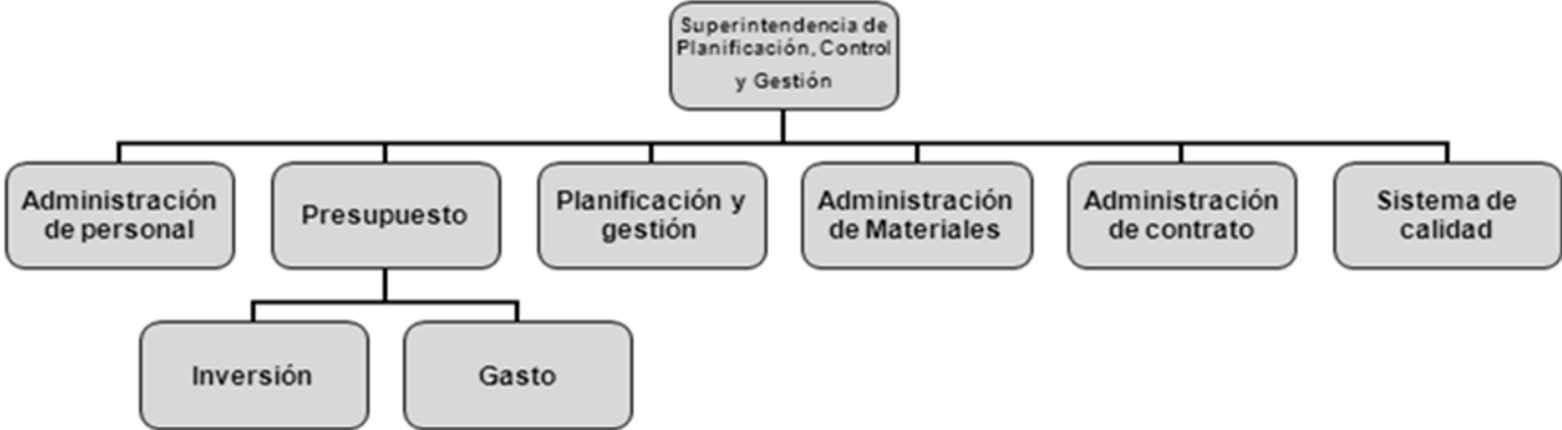 Superintendencia de
Planificación, Control
y Gestión
Administración
de personal
Presupuesto
Planificación y
gestión
Administración
de Materiales
Administración
de contrato
Sistema de
calidad
Inversión
Gasto